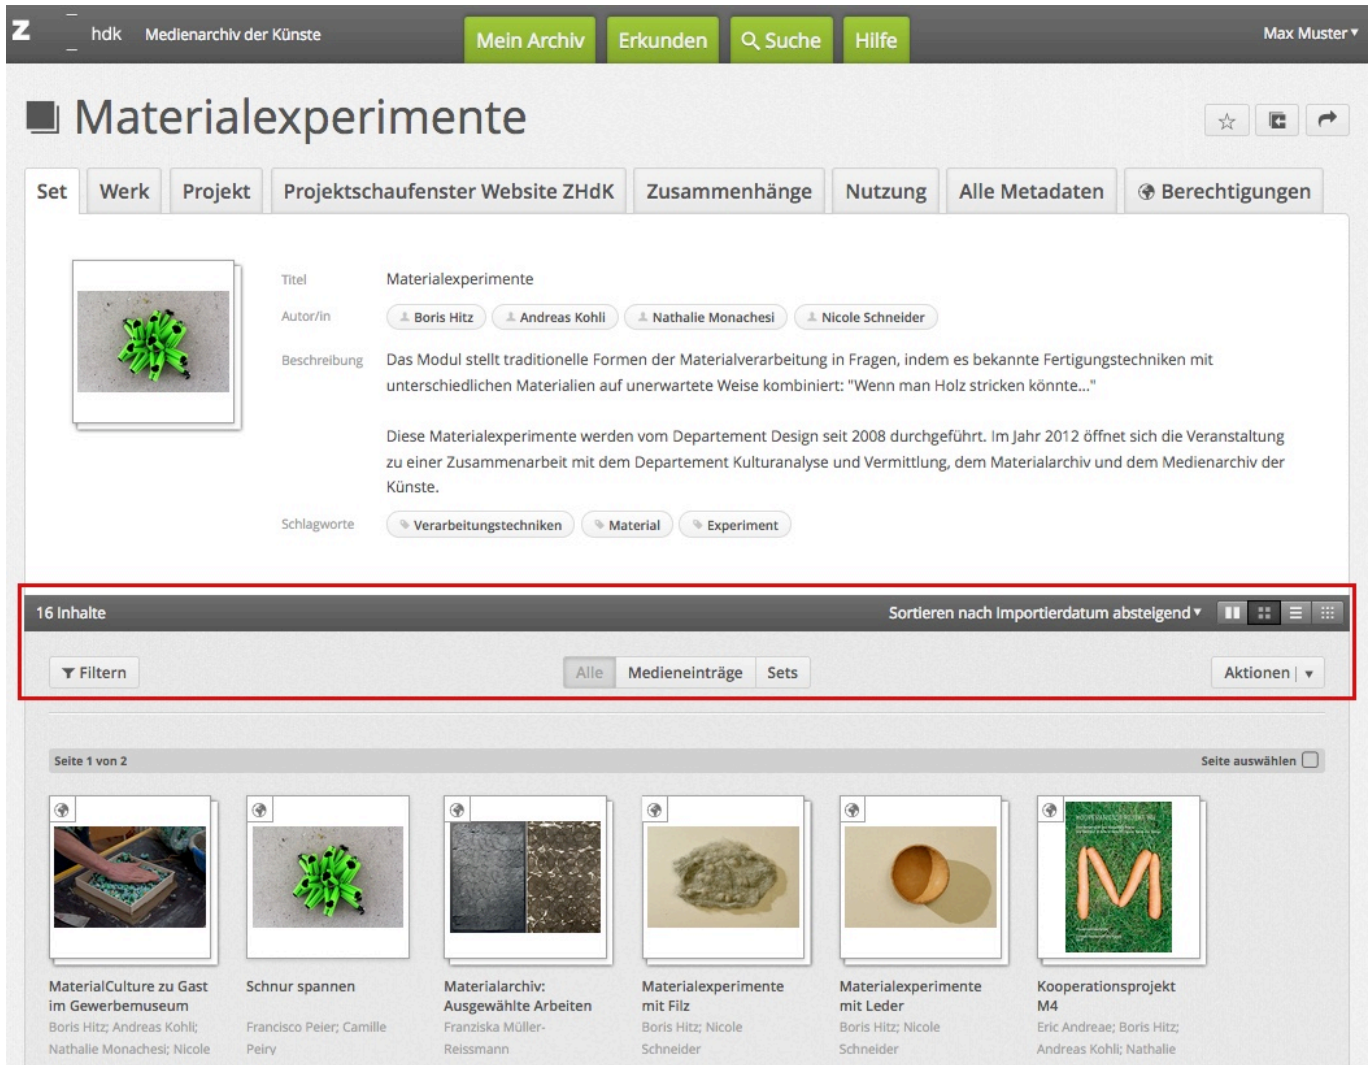 Z hdk Medienarchiv der Künste
Mein Archiv Erkunden Suche Hilfe
Max Muster
Materialexperimente
Set Werk Projekt Projektschaufenster Website ZHdK Zusammenhänge Nutzung Alle Metadaten Berechtigungen
Titel Materialexperimente
Autor/in Boris Hitz Andreas Kohli Nathalie Monachesi Nicole Schneider
Beschreibung Das Modul stellt traditionelle Formen der Materialverarbeitung in Fragen, indem es bekannte Fertigungstechniken mit
unterschiedlichen Materialien auf unerwartete Weise kombiniert: "Wenn man Holz stricken könnte..."
Diese Materialexperimente werden vom Departement Design seit 2008 durchgeführt. Im Jahr 2012 öffnet sich die Veranstaltung
zu einer Zusammenarbeit mit dem Departement Kulturanalyse und Vermittlung, dem Materialarchiv und dem Medienarchiv der
Künste.
Schlagworte Verarbeitungstechniken Material Experiment
16 Inhalte Sortieren nach Importierdatum absteigend
Filtern Alle Medieneinträge Sets Aktionen
Seite 1 von 2 Seite auswählen
MaterialCulture zu Gast
im Gewerbemuseum
Boris Hitz; Andreas Kohli;
Nathalie Monachesi; Nicole
Schnur spannen
Francisco Peier; Camille
Peiry
Materialarchiv:
Ausgewählte Arbeiten
Franziska Müller-
Reissmann
Materialexperimente
mit Filz
Boris Hitz; Nicole
Schneider
Materialexperimente
mit Leder
Boris Hitz; Nicole
Schneider
M
Kooperationsprojekt
M4
Eric Andreae; Boris Hitz;
Andreas Kohli; Nathalie